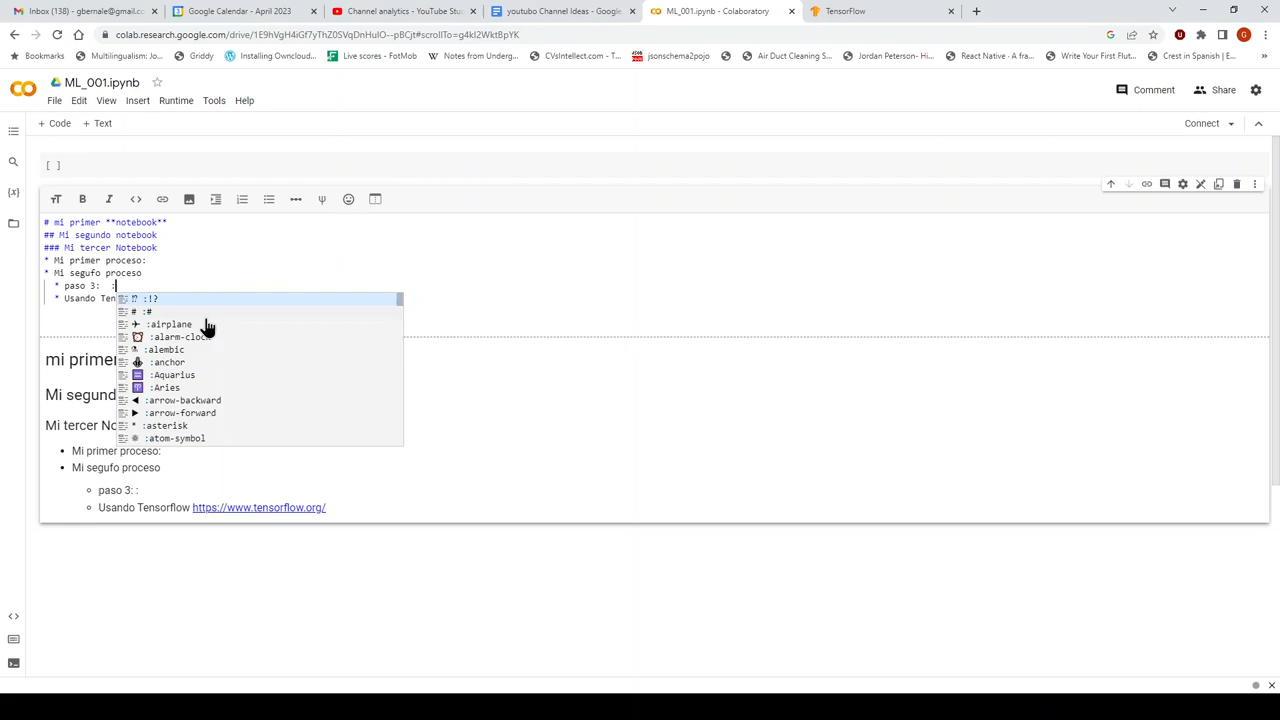 Inbox (138) - gbernale@gmail.co
Google Calendar - April 2023
Channel analytics - YouTube Stu
youtubo Channel Ideas - Google
ML_001.ipynb - Colaboratory
TensorFlow
colab.research.google.com/drive/1E9hVgH4iGf7yThZ0SVqDnHuIO--pBCjt#scrollTo=g4kI2WktBpYK
Bookmarks
Multilingualism: Jo...
Griddy
Installing Owncloud...
Live scores - FotMob
Notes from Underg...
CVIntellect.com'...
jsonschema2pojo
Air Duct Cleaning...
Jordan Peterson- Hi...
React Native · A fra...
Write Your First Flut...
Crest in Spanish | E...
ML_001.ipynb
File Edit View Insert Runtime Tools Help
Comment
Share
+ Code + Text
Connect
[ ]
# mi primer **notebook**
## Mi segundo notebook
### Mi tercer Notebook
* Mi primer proceso:
* Mi segufo proceso
* paso 3: :
* Usando Ten
⁉ :!?
# :#
✈ :airplane
⏰ :alarm-clock
⚗ :alembic
⚓ :anchor
♒ :Aquarius
♈ :Aries
◀ :arrow-backward
▶ :arrow-forward
* :asterisk
⚛ :atom-symbol
mi primer
Mi segund
Mi tercer No
• Mi primer proceso:
• Mi segufo proceso
◦ paso 3: :
◦ Usando Tensorflow https://www.tensorflow.org/